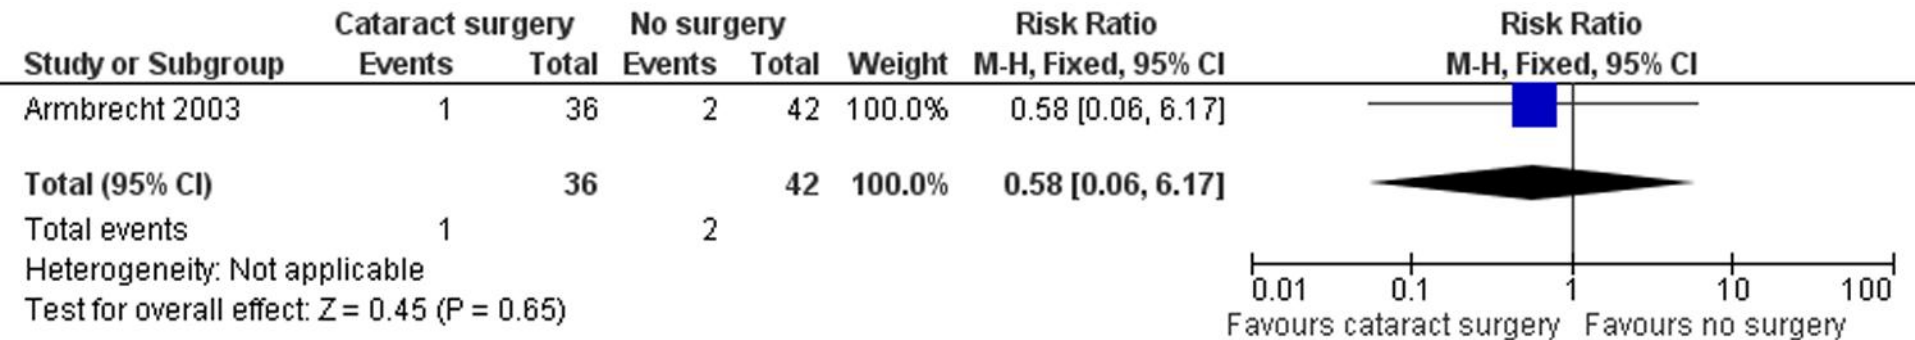 Cataract surgery No surgery Risk Ratio Risk Ratio
Study or Subgroup Events Total Events Total Weight M-H, Fixed, 95% CI M-H, Fixed, 95% CI
Armbrecht 2003 1 36 2 42 100.0% 0.58 [0.06, 6.17]
Total (95% CI) 36 42 100.0% 0.58 [0.06, 6.17]
Total events 1 2
Heterogeneity: Not applicable
Test for overall effect: Z = 0.45 (P = 0.65)
0.01 0.1 1 10 100
Favours cataract surgery Favours no surgery